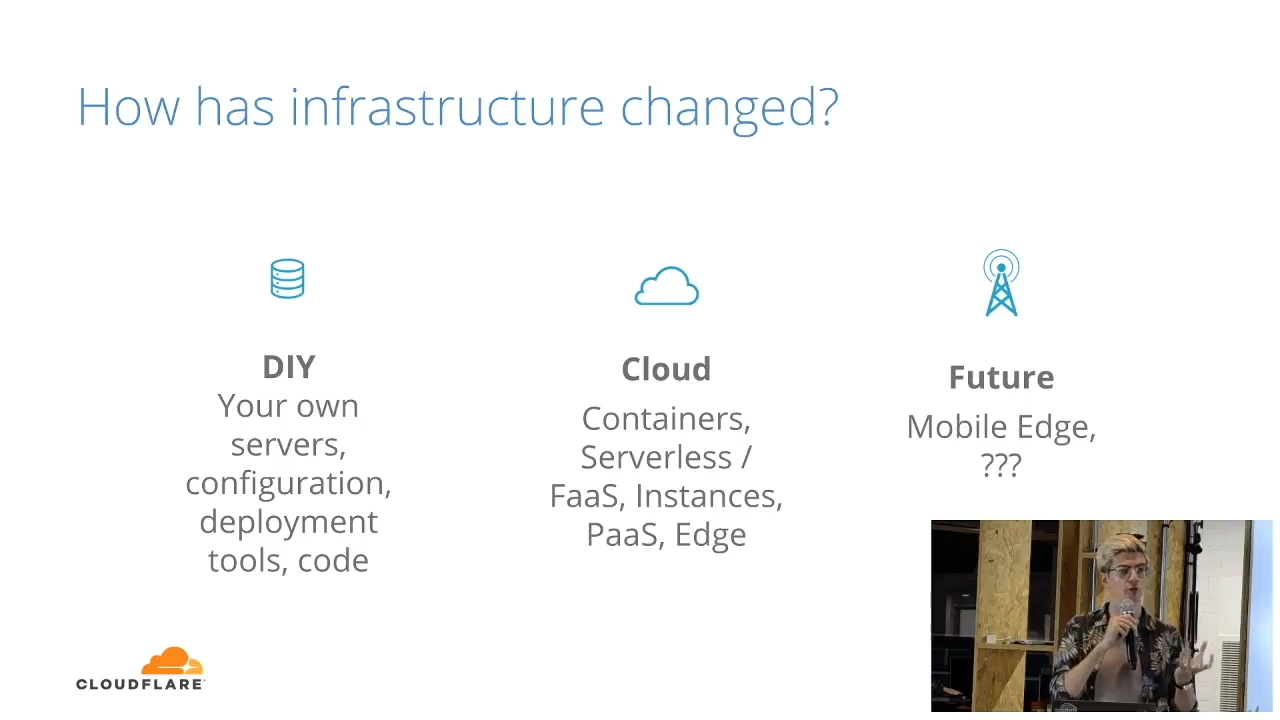 How has infrastructure changed?
DIY
Your own
servers,
configuration,
deployment
tools, code
Cloud
Containers,
Serverless /
FaaS, Instances,
PaaS, Edge
Future
Mobile Edge,
???
CLOUDFLARE